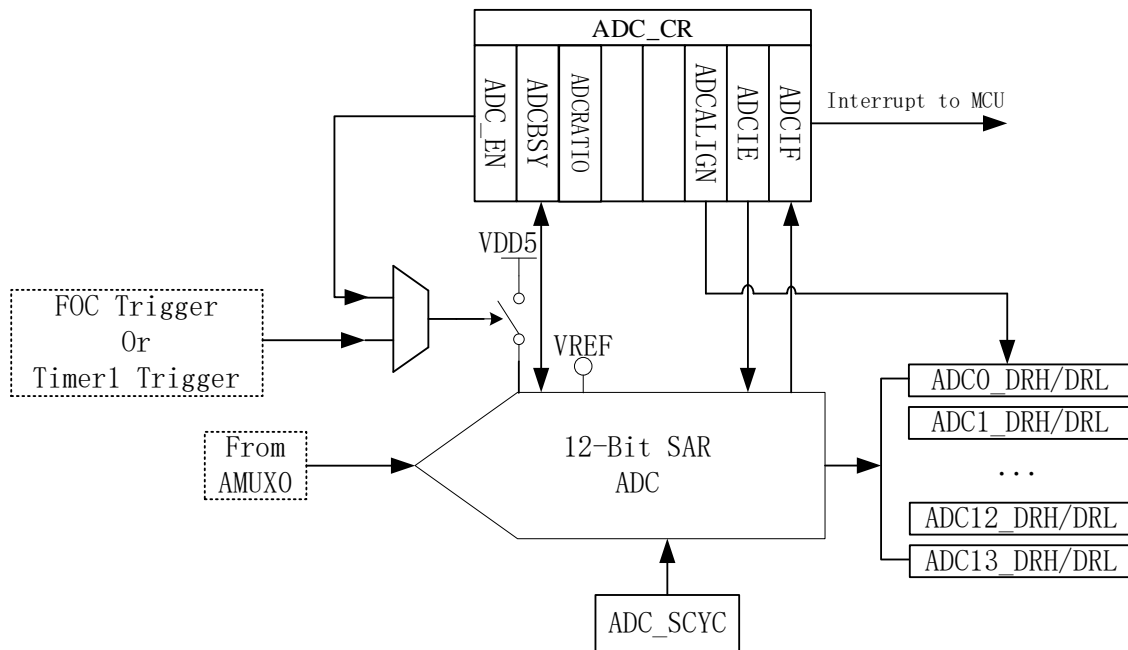 ADC_CR
ADC_EN
ADCBSY
ADCRATIO
ADCALIGN
ADCIE
ADCIF
Interrupt to MCU
VDD5
FOC Trigger
Or
Timer1 Trigger
VREF
From
AMUX0
12-Bit SAR
ADC
ADC0_DRH/DRL
ADC1_DRH/DRL
...
ADC12_DRH/DRL
ADC13_DRH/DRL
ADC_SCYC